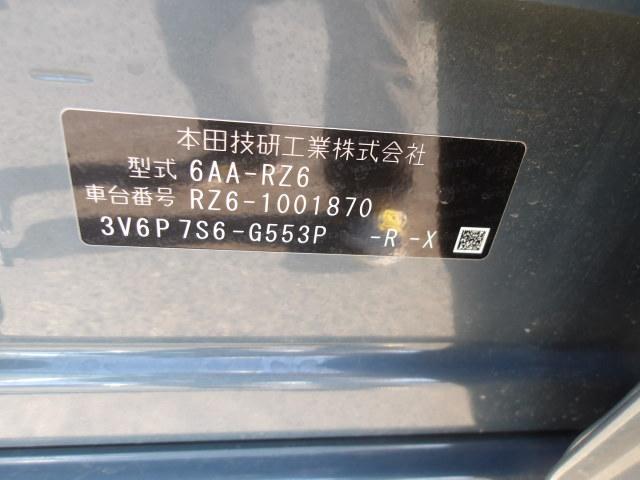 本田技研工業株式会社
型式 6AA-RZ6
車台番号 RZ6-1001870
3V6P 7S6-G553P -R -X